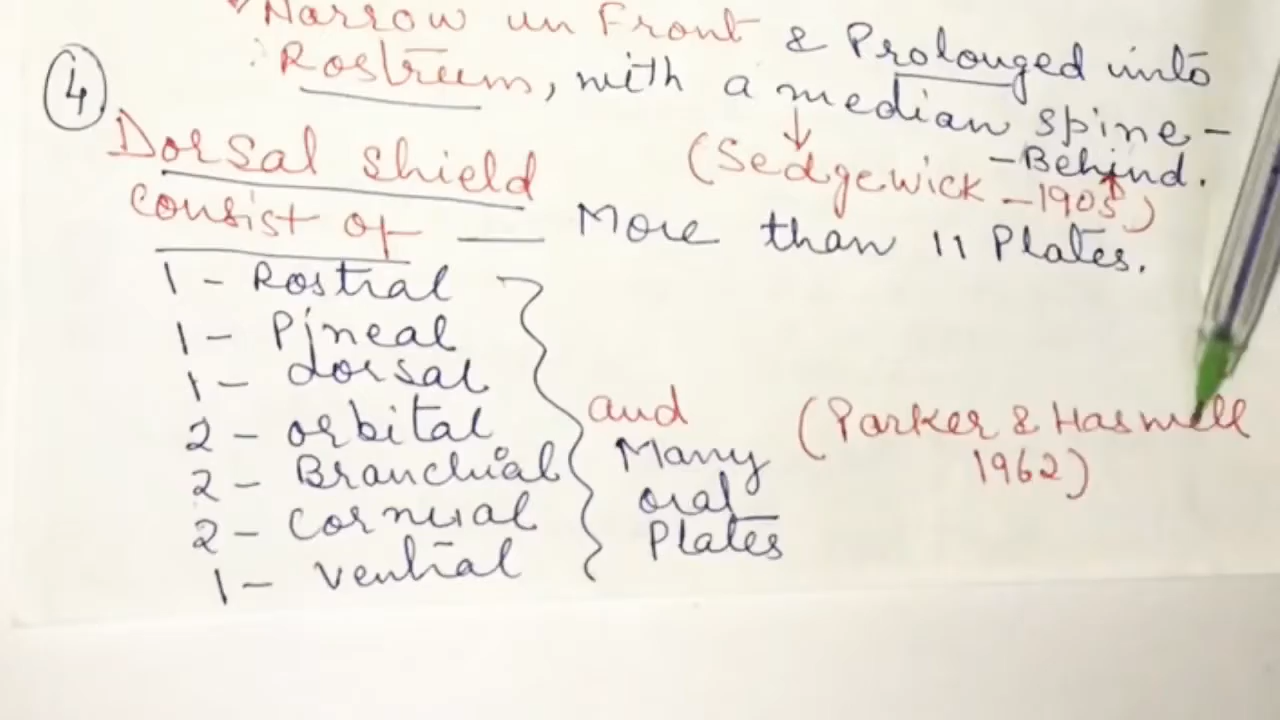 Narrow in Front & Prolonged into
Rostrum, with a median spine -
- Behind.
(Sedgewick - 1905)
4
Dorsal shield
consist of — More than 11 Plates.
1 - Rostral
1 - Pineal
1 - dorsal
2 - orbital
2 - Branchial
2 - Cornual
1 - Ventral
and
Many
oral
Plates
(Parker & Haswell
1962)